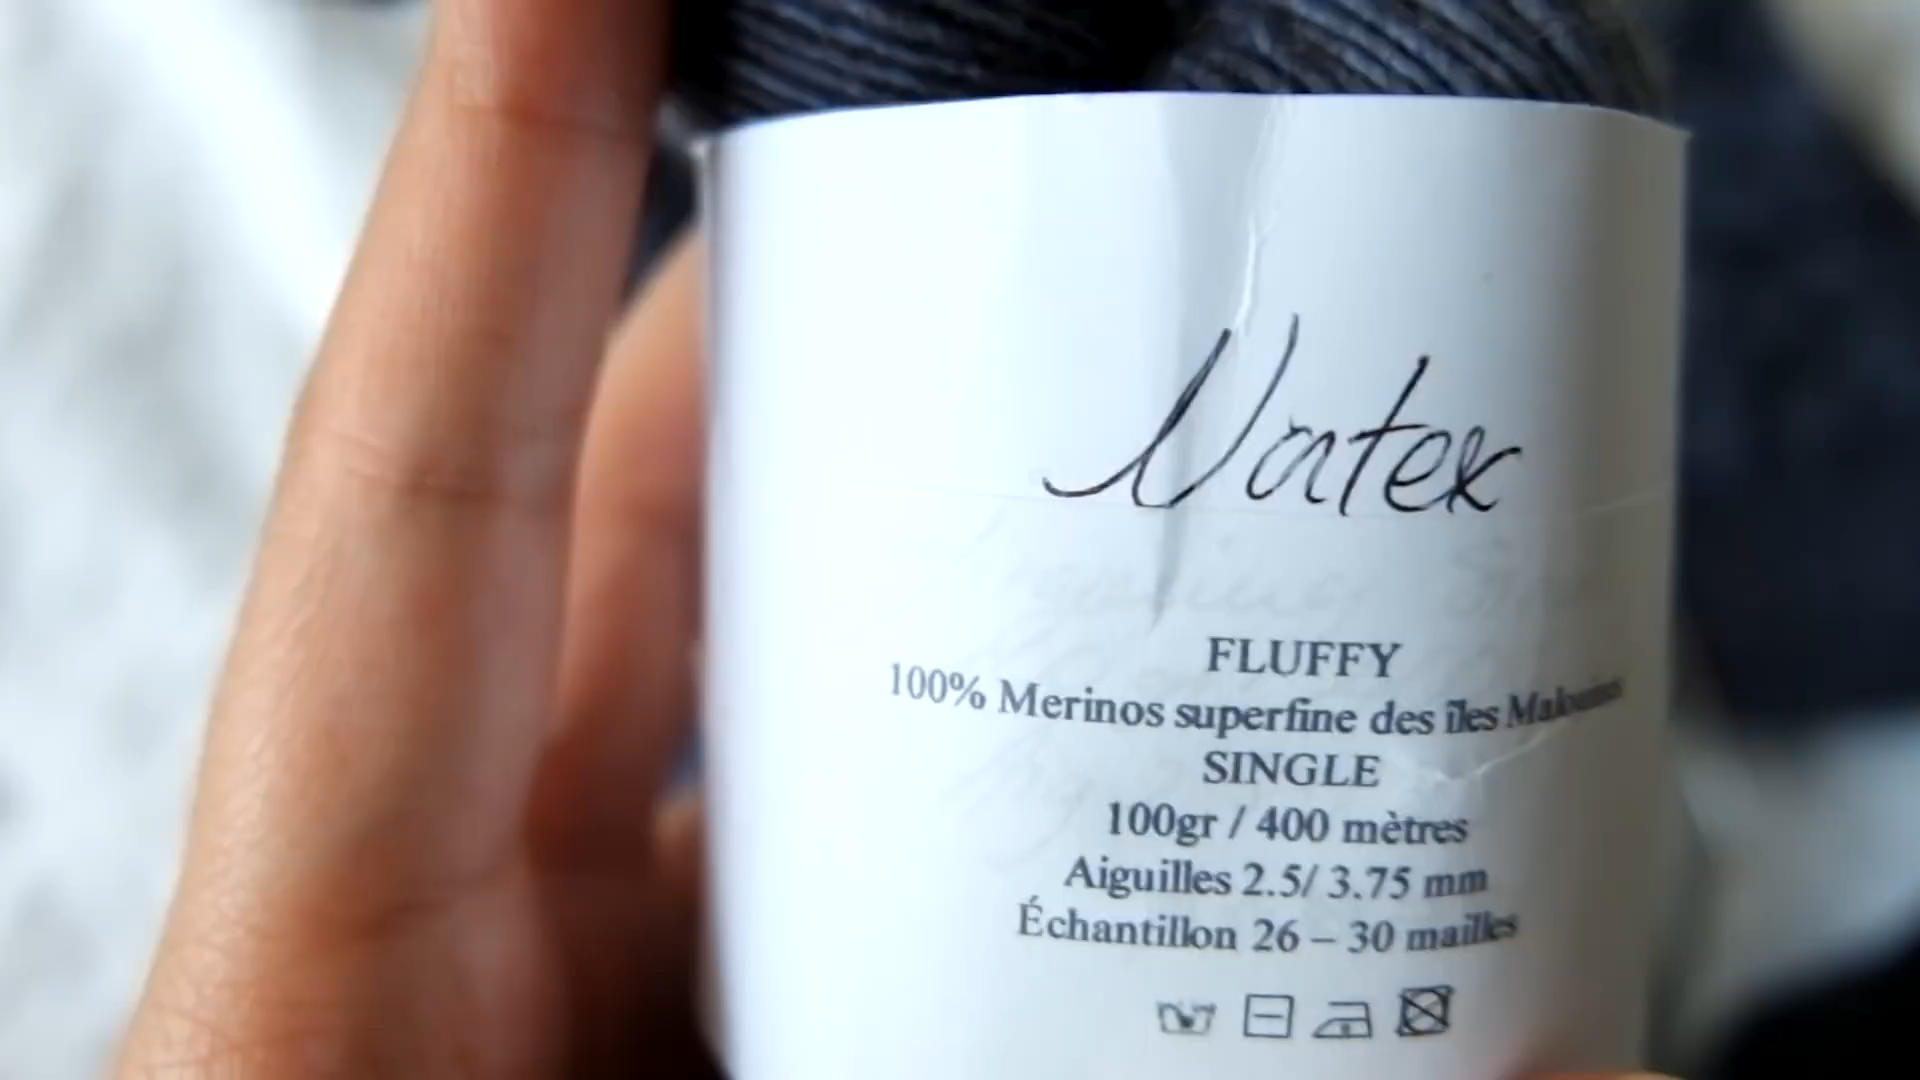 Natex
FLUFFY
100% Merinos superfine des îles Malouines
SINGLE
100gr / 400 mètres
Aiguilles 2.5/ 3.75 mm
Échantillon 26 – 30 mailles